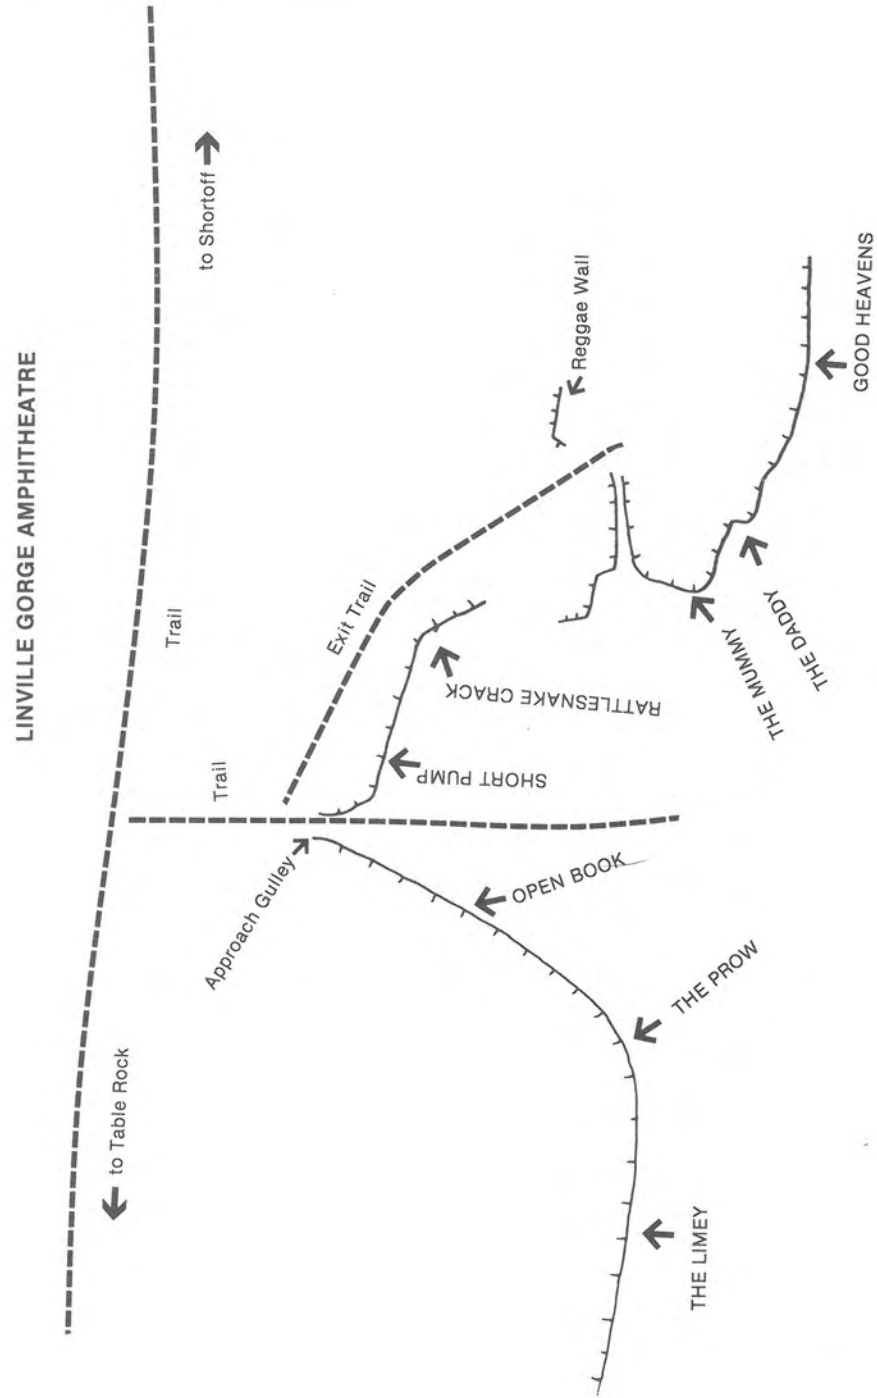 LINVILLE GORGE AMPHITHEATRE
to Table Rock
Trail
to Shortoff
Trail
Exit Trail
Approach Gulley
SHORT PUMP
RATTLESNAKE CRACK
Reggae Wall
OPEN BOOK
THE PROW
THE LIMEY
THE MUMMY
THE DADDY
GOOD HEAVENS